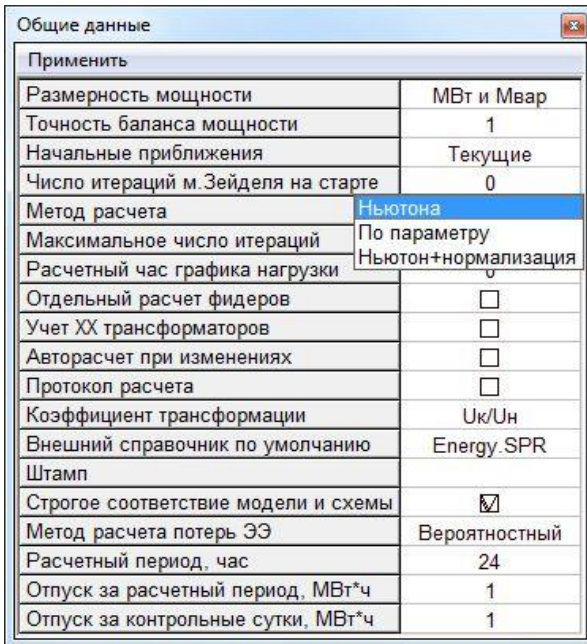 Общие данные
Применить
Размерность мощности МВт и Мвар
Точность баланса мощности 1
Начальные приближения Текущие
Число итераций м.Зейделя на старте 0
Метод расчета Ньютона
По параметру
Максимальное число итераций
Ньютон+нормализация
Расчетный час графика нагрузки
Отдельный расчет фидеров
Учет ХХ трансформаторов
Авторасчет при изменениях
Протокол расчета
Коэффициент трансформации Uк/Uн
Внешний справочник по умолчанию Energy.SPR
Штамп
Строгое соответствие модели и схемы
Метод расчета потерь ЭЭ Вероятностный
Расчетный период, час 24
Отпуск за расчетный период, МВт*ч 1
Отпуск за контрольные сутки, МВт*ч 1